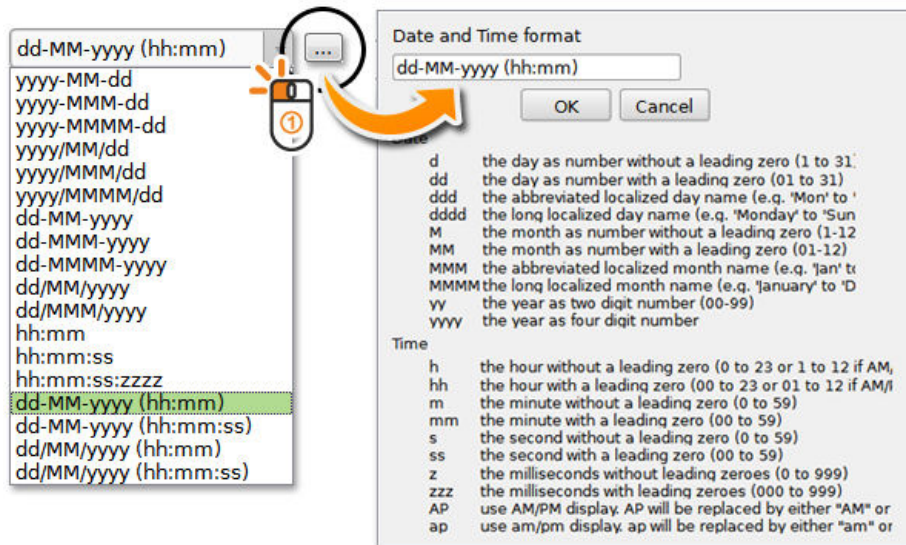 dd-MM-yyyy (hh:mm)
...
yyyy-MM-dd
yyyy-MMM-dd
yyyy-MMMM-dd
yyyy/MM/dd
yyyy/MMM/dd
yyyy/MMMM/dd
dd-MM-yyyy
dd-MMM-yyyy
dd-MMMM-yyyy
dd/MM/yyyy
dd/MMM/yyyy
hh:mm
hh:mm:ss
hh:mm:ss:zzzz
dd-MM-yyyy (hh:mm)
dd-MM-yyyy (hh:mm:ss)
dd/MM/yyyy (hh:mm)
dd/MM/yyyy (hh:mm:ss)
1
Date and Time format
dd-MM-yyyy (hh:mm)
OK Cancel
Date
d the day as number without a leading zero (1 to 31)
dd the day as number with a leading zero (01 to 31)
ddd the abbreviated localized day name (e.g. 'Mon' to '
dddd the long localized day name (e.g. 'Monday' to 'Sun
M the month as number without a leading zero (1-12
MM the month as number with a leading zero (01-12)
MMM the abbreviated localized month name (e.g. 'Jan' to
MMMM the long localized month name (e.g. 'January' to 'D
yy the year as two digit number (00-99)
yyyy the year as four digit number
Time
h the hour without a leading zero (0 to 23 or 1 to 12 if AM,
hh the hour with a leading zero (00 to 23 or 01 to 12 if AM/
m the minute without a leading zero (0 to 59)
mm the minute with a leading zero (00 to 59)
s the second without a leading zero (0 to 59)
ss the second with a leading zero (00 to 59)
z the milliseconds without leading zeroes (0 to 999)
zzz the milliseconds with leading zeroes (000 to 999)
AP use AM/PM display. AP will be replaced by either "AM" or
ap use am/pm display. ap will be replaced by either "am" or